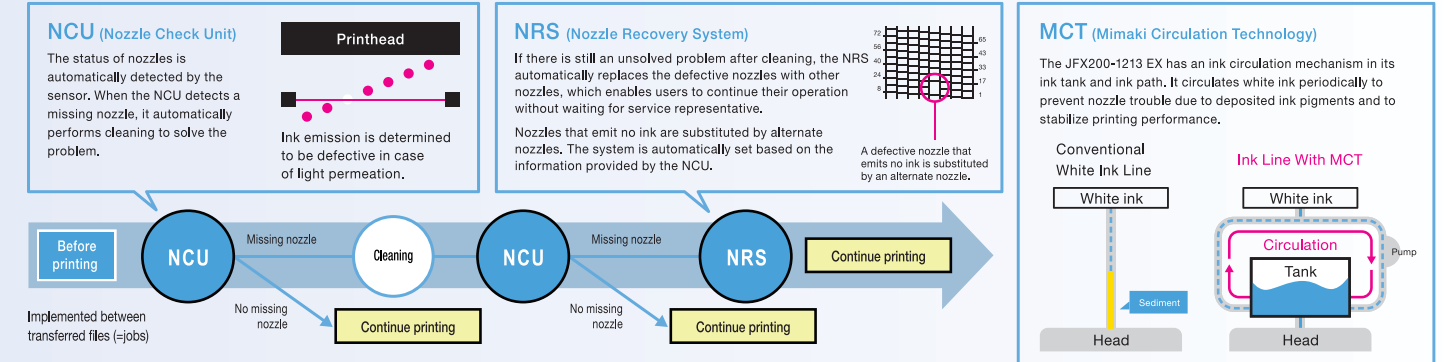 NCU (Nozzle Check Unit)
The status of nozzles is
automatically detected by the
sensor. When the NCU detects a
missing nozzle, it automatically
performs cleaning to solve the
problem.
Printhead
Ink emission is determined
to be defective in case
of light permeation.
NRS (Nozzle Recovery System)
If there is still an unsolved problem after cleaning, the NRS
automatically replaces the defective nozzles with other
nozzles, which enables users to continue their operation
without waiting for service representative.
Nozzles that emit no ink are substituted by alternate
nozzles. The system is automatically set based on the
information provided by the NCU.
72
56
40
24
8
65
43
33
17
1
A defective nozzle that
emits no ink is substituted
by an alternate nozzle.
MCT (Mimaki Circulation Technology)
The JFX200-1213 EX has an ink circulation mechanism in its
ink tank and ink path. It circulates white ink periodically to
prevent nozzle trouble due to deposited ink pigments and to
stabilize printing performance.
Conventional
White Ink Line
White ink
Sediment
Head
Ink Line With MCT
White ink
Circulation
Pump
Tank
Head
Before
printing
NCU
Missing nozzle
Cleaning
NCU
Missing nozzle
NRS
Continue printing
No missing
nozzle
Continue printing
No missing
nozzle
Continue printing
Implemented between
transferred files (=jobs)